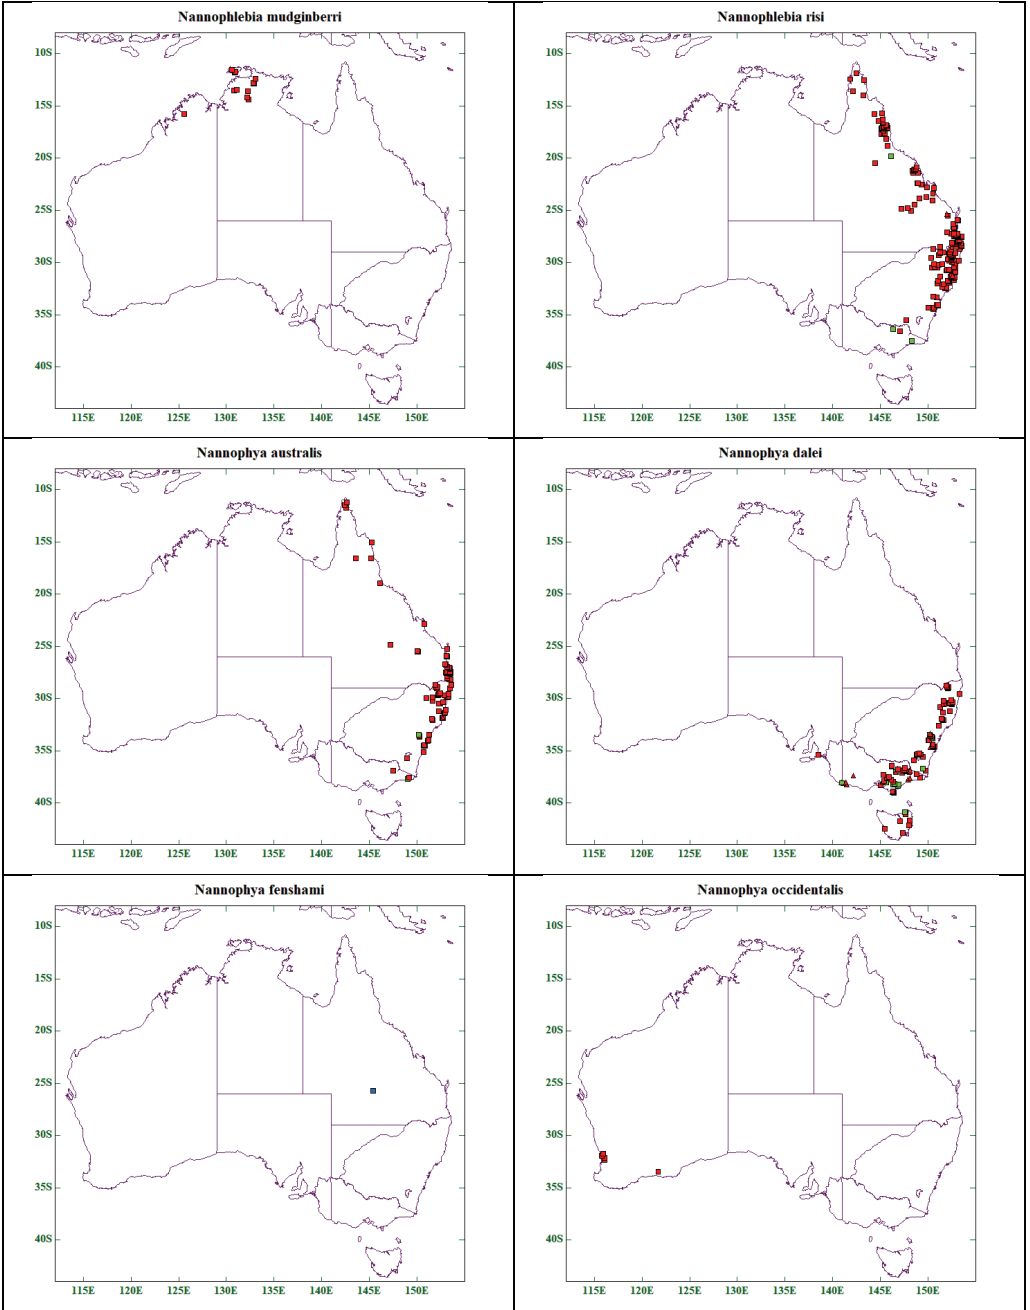 Nannophlebia mudginberri
10S
15S
20S
25S
30S
35S
40S
115E 120E 125E 130E 135E 140E 145E 150E
Nannophlebia risi
10S
15S
20S
25S
30S
35S
40S
115E 120E 125E 130E 135E 140E 145E 150E
Nannophya australis
10S
15S
20S
25S
30S
35S
40S
115E 120E 125E 130E 135E 140E 145E 150E
Nannophya dalei
10S
15S
20S
25S
30S
35S
40S
115E 120E 125E 130E 135E 140E 145E 150E
Nannophya fenshami
10S
15S
20S
25S
30S
35S
40S
115E 120E 125E 130E 135E 140E 145E 150E
Nannophya occidentalis
10S
15S
20S
25S
30S
35S
40S
115E 120E 125E 130E 135E 140E 145E 150E